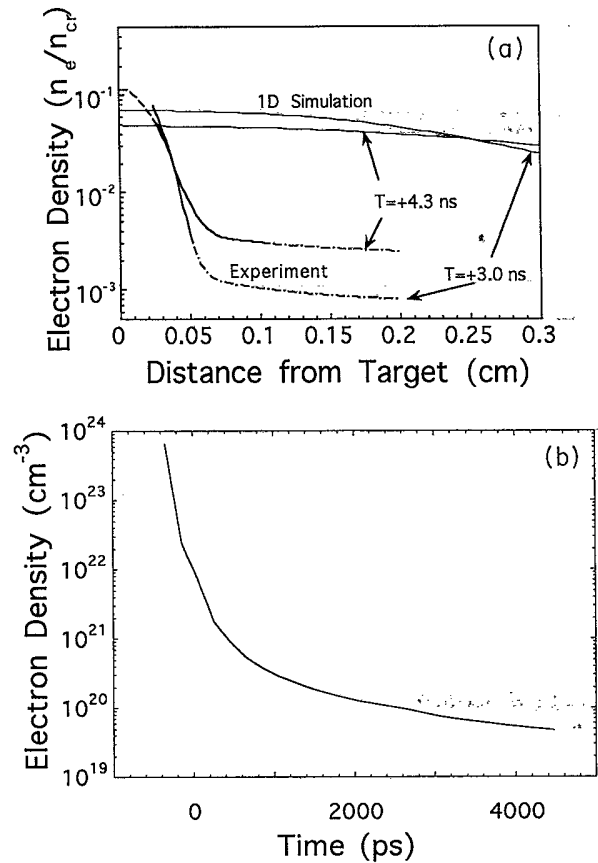 (a)
Electron Density (n_e/n_cr)
10^-1
10^-2
10^-3
1D Simulation
T=+4.3 ns
Experiment
T=+3.0 ns
0 0.05 0.1 0.15 0.2 0.25 0.3
Distance from Target (cm)
(b)
Electron Density (cm^-3)
10^24
10^23
10^22
10^21
10^20
10^19
0 2000 4000
Time (ps)